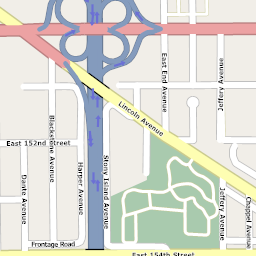 East End Avenue
Jeffery Avenue
Lincoln Avenue
Blackstone Avenue
East 152nd Street
Dante Avenue
Harper Avenue
Stony Island Avenue
Jeffery Avenue
Chappel Avenue
Frontage Road
East 154th Street